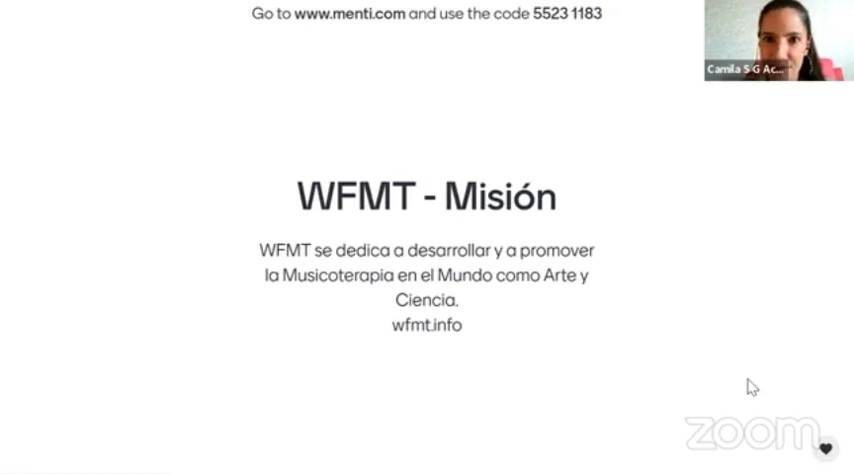 Go to www.menti.com and use the code 5523 1183
Camila S G Ac...
WFMT - Misión
WFMT se dedica a desarrollar y a promover
la Musicoterapia en el Mundo como Arte y
Ciencia.
wfmt.info
zoom